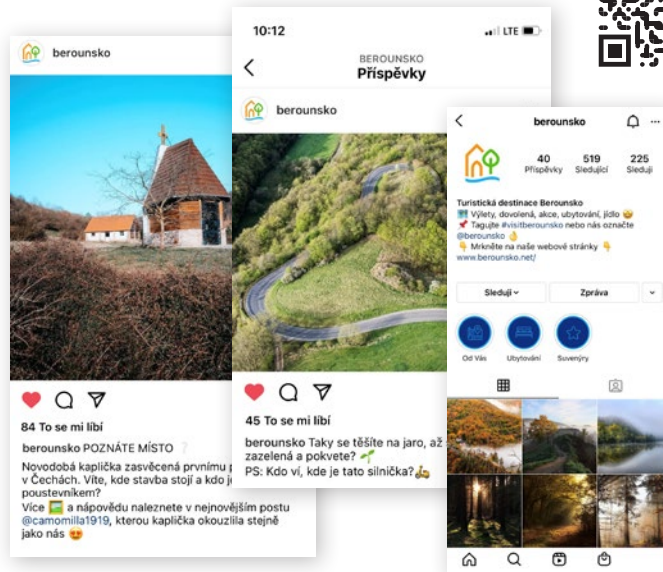 berounsko
84 To se mi líbí
berounsko POZNÁTE MÍSTO ❔
Novodobá kaplička zasvěcená prvnímu
v Čechách. Víte, kde stavba stojí a kdo
poustevníkem?
Více 🖼️ a nápovědu naleznete v nejnovějším postu
@camomilla1919, kterou kaplička okouzlila stejně
jako nás 😍
10:12
LTE
BEROUNSKO
Příspěvky
berounsko
45 To se mi líbí
berounsko Taky se těšíte na jaro, až
zazelená a pokvete? 🌱
PS: Kdo ví, kde je tato silnička? 🛵
berounsko
40 519 225
Příspěvky Sledující Sleduji
Turistická destinace Berounsko
Výlety, dovolená, akce, ubytování, jídlo 😋
📌 Tagujte #visitberounsko nebo nás označte
@berounsko 👌
👇 Mrkněte na naše webové stránky 👇
www.berounsko.net/
Sleduji Zpráva
Od Vás Ubytování Suvenýry